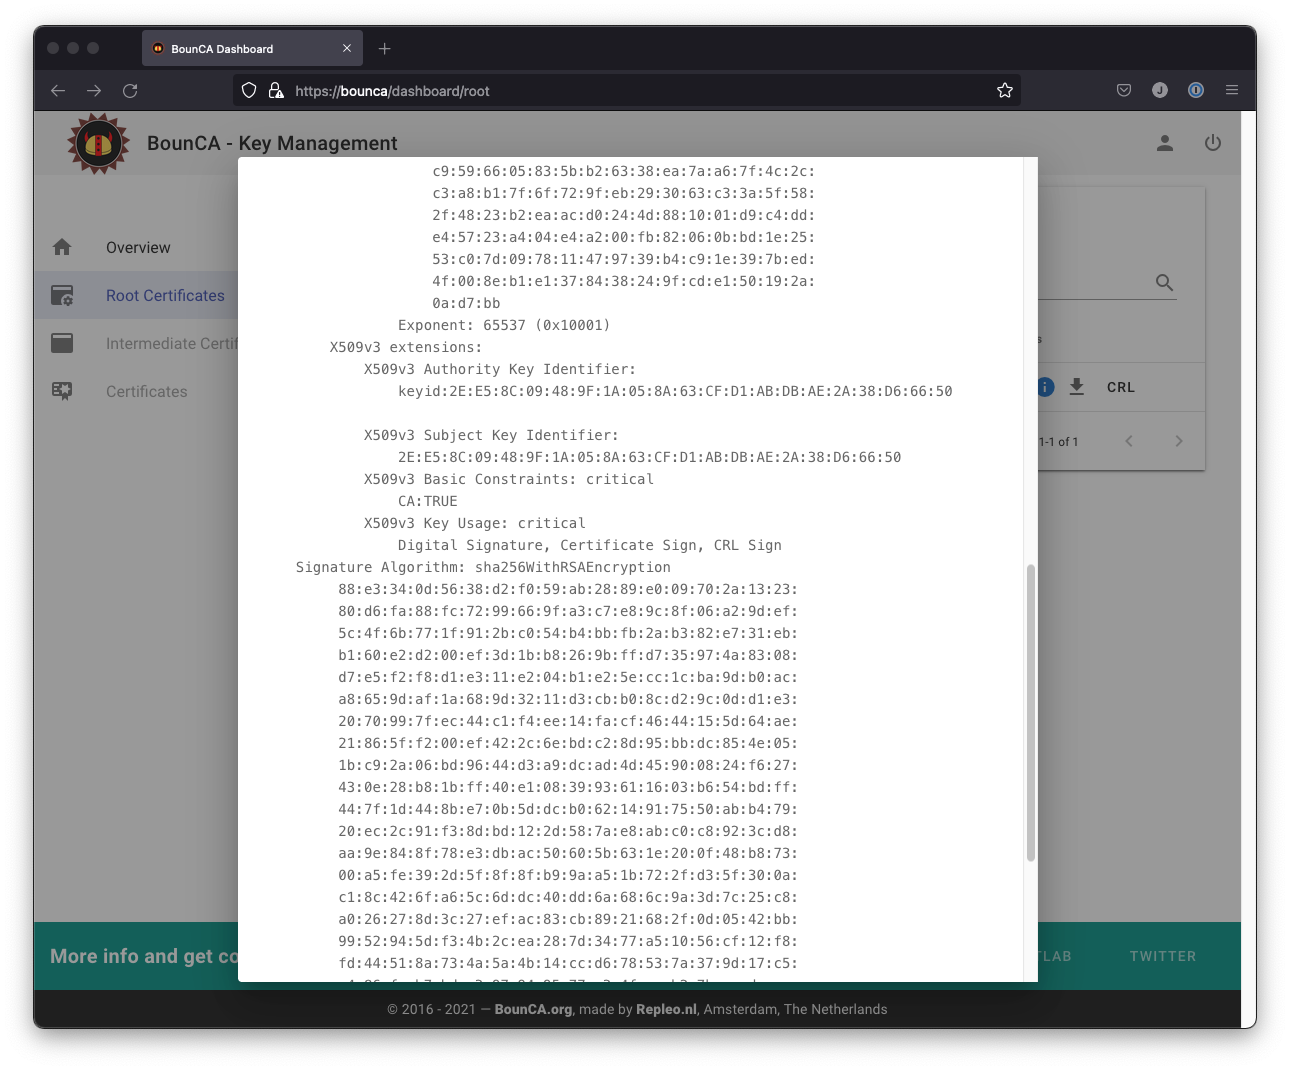 BounCA Dashboard
https://bounca/dashboard/root
BounCA - Key Management
Overview
Root Certificates
Intermediate Certif
Certificates
c9:59:66:05:83:5b:b2:63:38:ea:7a:a6:7f:4c:2c:
c3:a8:b1:7f:6f:72:9f:eb:29:30:63:c3:3a:5f:58:
2f:48:23:b2:ea:ac:d0:24:4d:88:10:01:d9:c4:dd:
e4:57:23:a4:04:e4:a2:00:fb:82:06:0b:bd:1e:25:
53:c0:7d:09:78:11:47:97:39:b4:c9:1e:39:7b:ed:
4f:00:8e:b1:e1:37:84:38:24:9f:cd:e1:50:19:2a:
0a:d7:bb
Exponent: 65537 (0x10001)
X509v3 extensions:
X509v3 Authority Key Identifier:
keyid:2E:E5:8C:09:48:9F:1A:05:8A:63:CF:D1:AB:DB:AE:2A:38:D6:66:50
X509v3 Subject Key Identifier:
2E:E5:8C:09:48:9F:1A:05:8A:63:CF:D1:AB:DB:AE:2A:38:D6:66:50
X509v3 Basic Constraints: critical
CA:TRUE
X509v3 Key Usage: critical
Digital Signature, Certificate Sign, CRL Sign
Signature Algorithm: sha256WithRSAEncryption
88:e3:34:0d:56:38:d2:f0:59:ab:28:89:e0:09:70:2a:13:23:
80:d6:fa:88:fc:72:99:66:9f:a3:c7:e8:9c:8f:06:a2:9d:ef:
5c:4f:6b:77:1f:91:2b:c0:54:b4:bb:fb:2a:b3:82:e7:31:eb:
b1:60:e2:d2:00:ef:3d:1b:b8:26:9b:ff:d7:35:97:4a:83:08:
d7:e5:f2:f8:d1:e3:11:e2:04:b1:e2:5e:cc:1c:ba:9d:b0:ac:
a8:65:9d:af:1a:68:9d:32:11:d3:cb:b0:8c:d2:9c:0d:d1:e3:
20:70:99:7f:ec:44:c1:f4:ee:14:fa:cf:46:44:15:5d:64:ae:
21:86:5f:f2:00:ef:42:2c:6e:bd:c2:8d:95:bb:dc:85:4e:05:
1b:c9:2a:06:bd:96:44:d3:a9:dc:ad:4d:45:90:08:24:f6:27:
43:0e:28:b8:1b:ff:40:e1:08:39:93:61:16:03:b6:54:bd:ff:
44:7f:1d:44:8b:e7:0b:5d:dc:b0:62:14:91:75:50:ab:b4:79:
20:ec:2c:91:f3:8d:bd:12:2d:58:7a:e8:ab:c0:c8:92:3c:d8:
aa:9e:84:8f:78:e3:db:ac:50:60:5b:63:1e:20:0f:48:b8:73:
00:a5:fe:39:2d:5f:8f:8f:b9:9a:a5:1b:72:2f:d3:5f:30:0a:
c1:8c:42:6f:a6:5c:6d:dc:40:dd:6a:68:6c:9a:3d:7c:25:c8:
a0:26:27:8d:3c:27:ef:ac:83:cb:89:21:68:2f:0d:05:42:bb:
99:52:94:5d:f3:4b:2c:ea:28:7d:34:77:a5:10:56:cf:12:f8:
fd:44:51:8a:73:4a:5a:4b:14:cc:d6:78:53:7a:37:9d:17:c5:
s
CRL
1-1 of 1
More info and get co
TLAB
TWITTER
© 2016 - 2021 — BounCA.org, made by Repleo.nl, Amsterdam, The Netherlands